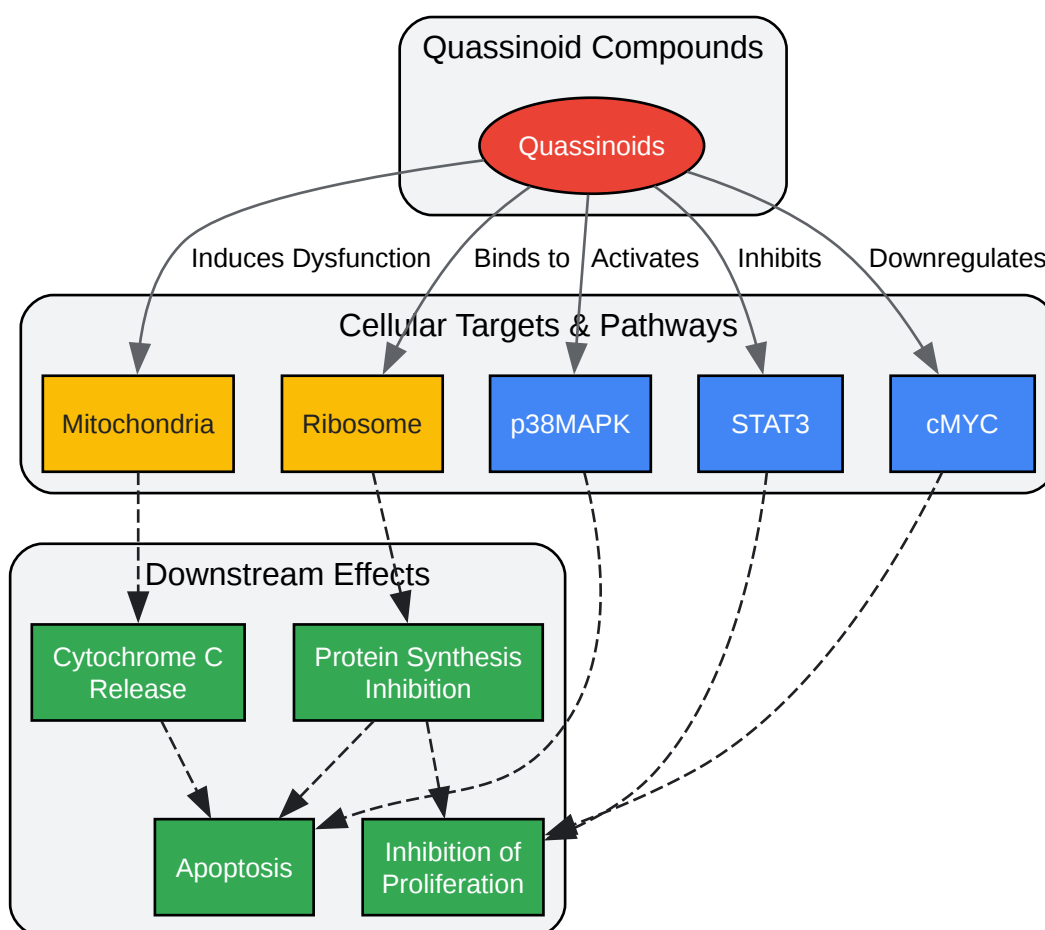 Quassinoid Compounds
Quassinoids
Induces Dysfunction
Binds to
Activates
Inhibits
Downregulates
Cellular Targets & Pathways
Mitochondria
Ribosome
p38MAPK
STAT3
cMYC
Downstream Effects
Cytochrome C
Release
Protein Synthesis
Inhibition
Apoptosis
Inhibition of
Proliferation